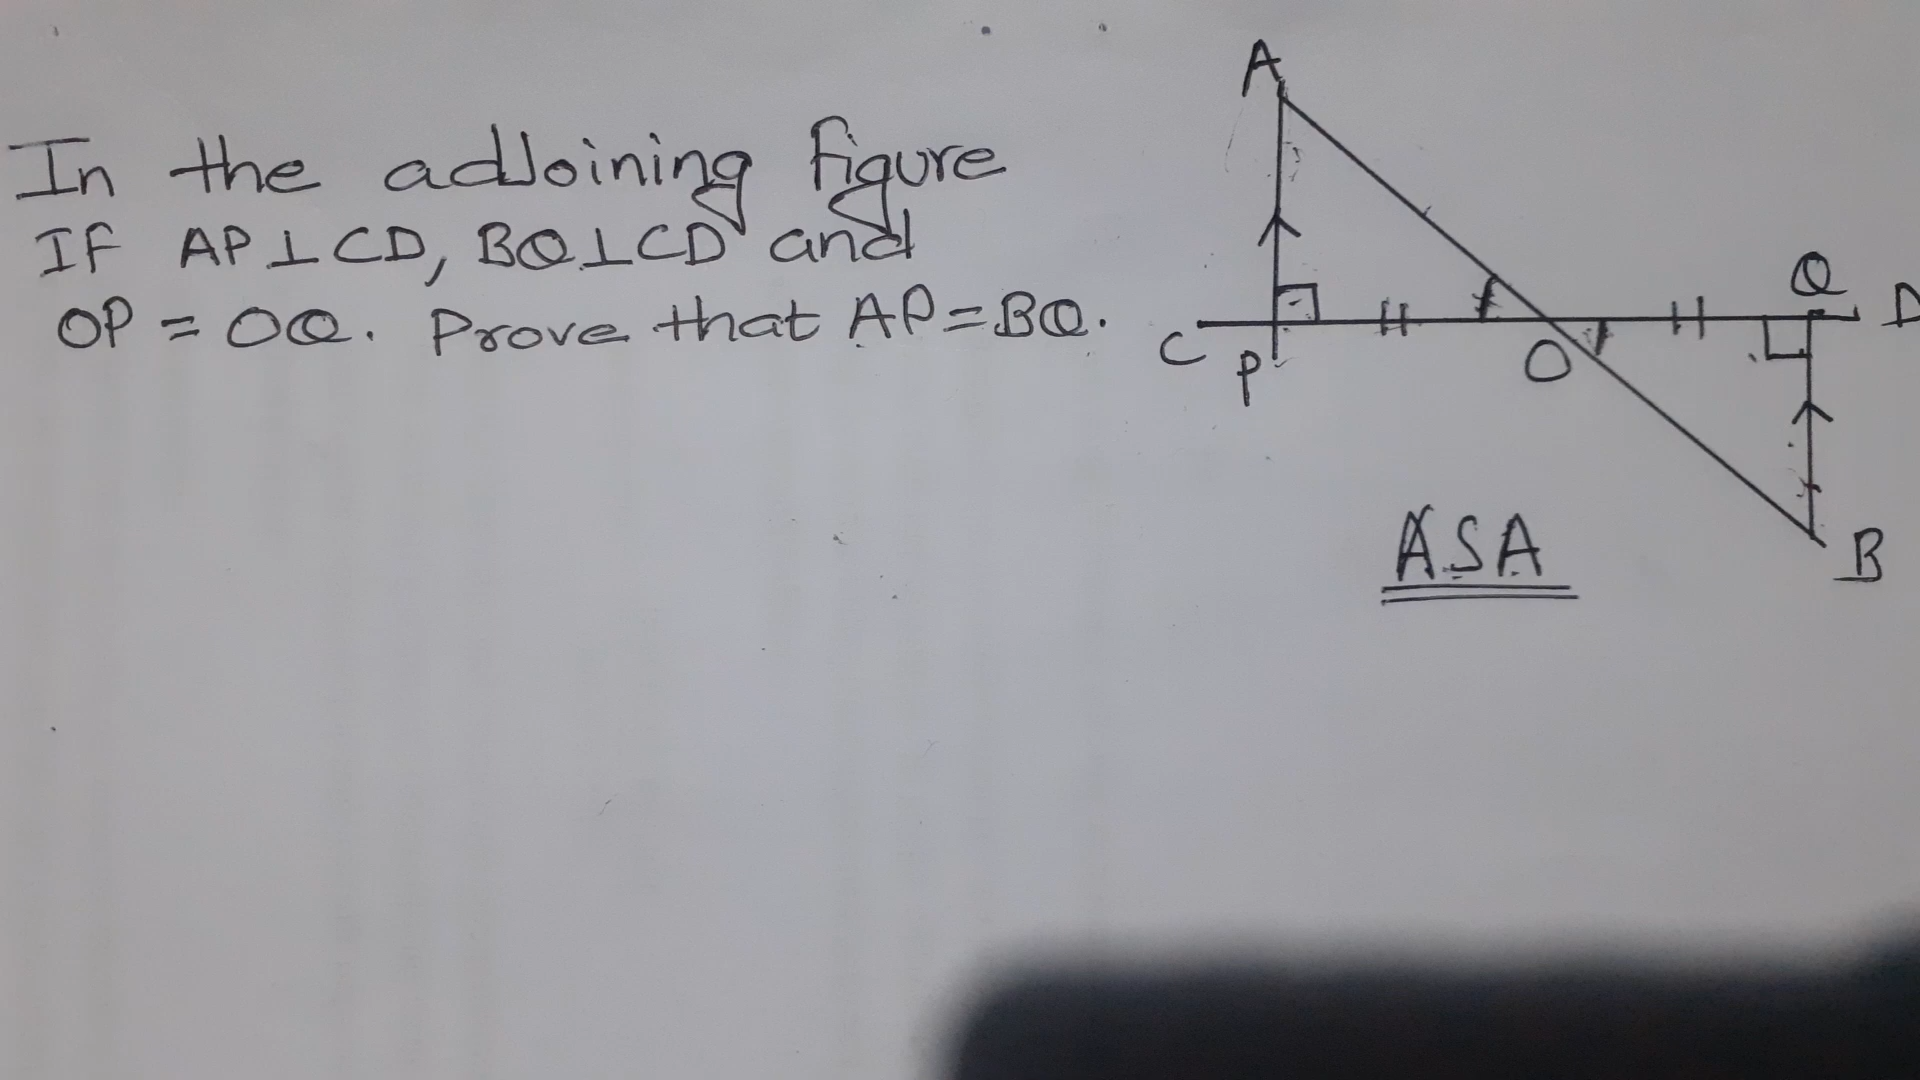 In the adJoining figure
IF AP⊥CD, BQ⊥CD and
OP = OQ. Prove that AP=BQ.
A
Q
C
P
O
D
B
ASA